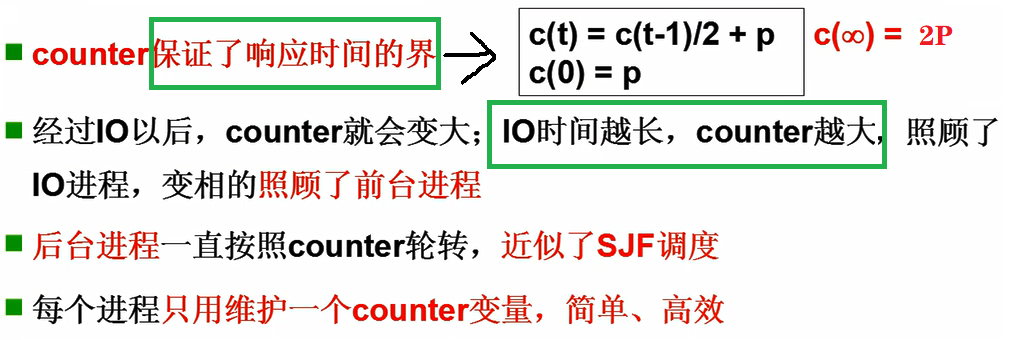 counter保证了响应时间的界
c(t) = c(t-1)/2 + p
c(0) = p
c(∞) = 2P
经过IO以后，counter就会变大；IO时间越长，counter越大，照顾了
IO进程，变相的照顾了前台进程
后台进程一直按照counter轮转，近似了SJF调度
每个进程只用维护一个counter变量，简单、高效